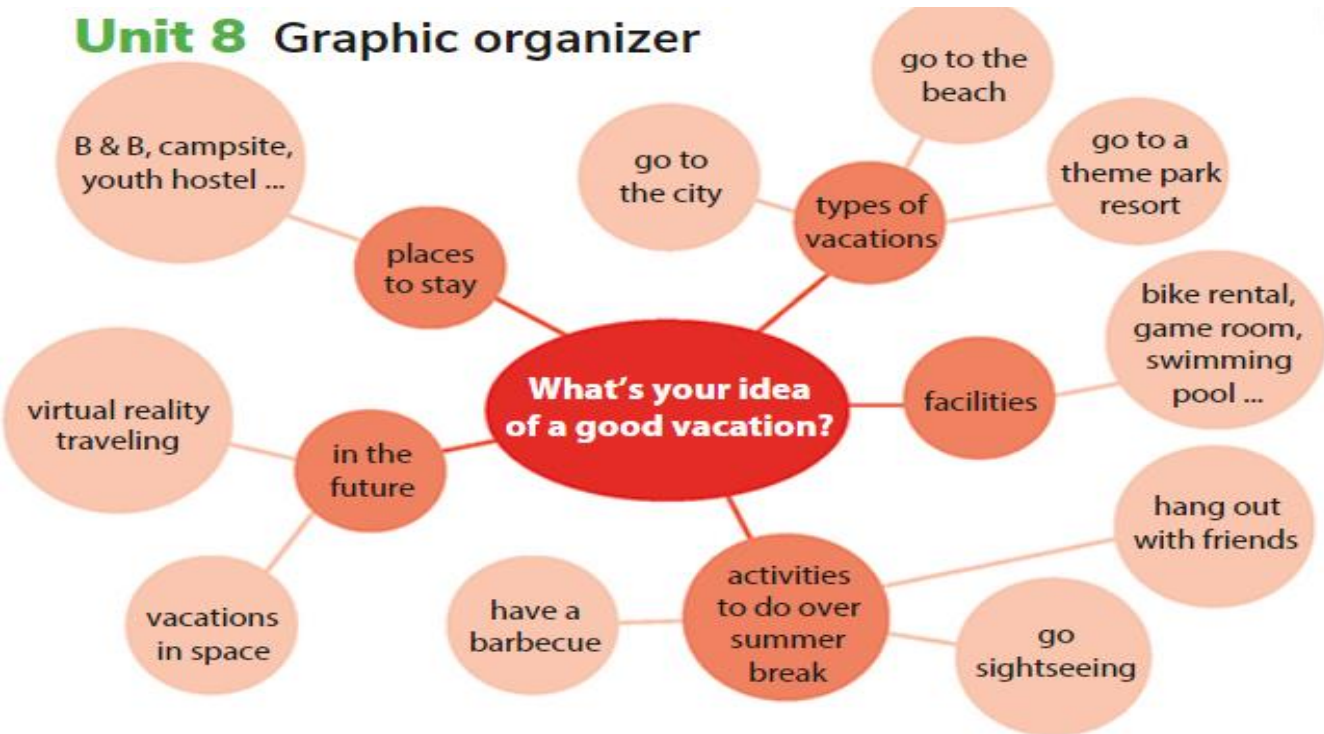 Unit 8 Graphic organizer
B & B, campsite,
youth hostel ...
places
to stay
go to
the city
go to the
beach
go to a
theme park
resort
types of
vacations
What's your idea
of a good vacation?
facilities
bike rental,
game room,
swimming
pool ...
virtual reality
traveling
in the
future
vacations
in space
have a
barbecue
activities
to do over
summer
break
hang out
with friends
go
sightseeing